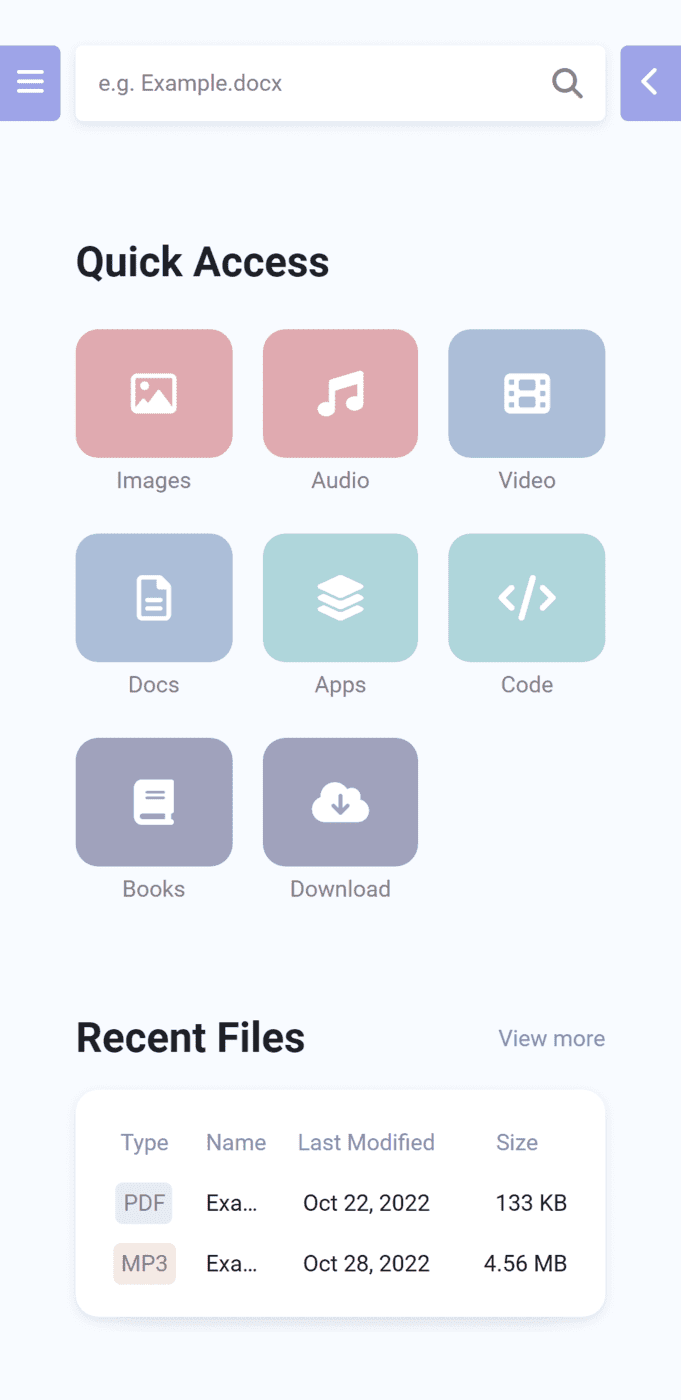 e.g. Example.docx
Quick Access
Images Audio Video
Docs Apps Code
Books Download
Recent Files View more
Type Name Last Modified Size
PDF Exa... Oct 22, 2022 133 KB
MP3 Exa... Oct 28, 2022 4.56 MB